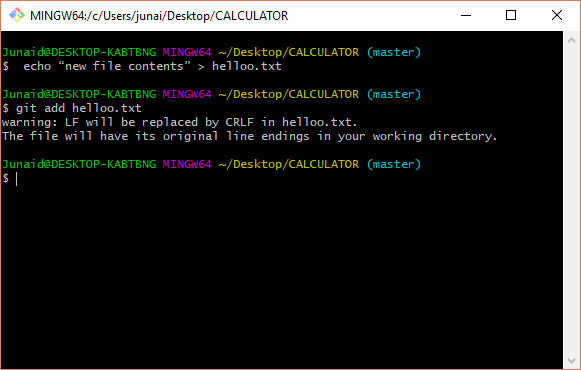 MINGW64:/c/Users/junai/Desktop/CALCULATOR
Junaid@DESKTOP-KABTBNG MINGW64 ~/Desktop/CALCULATOR (master)
$  echo “new file contents” > helloo.txt
Junaid@DESKTOP-KABTBNG MINGW64 ~/Desktop/CALCULATOR (master)
$ git add helloo.txt
warning: LF will be replaced by CRLF in helloo.txt.
The file will have its original line endings in your working directory.
Junaid@DESKTOP-KABTBNG MINGW64 ~/Desktop/CALCULATOR (master)
$